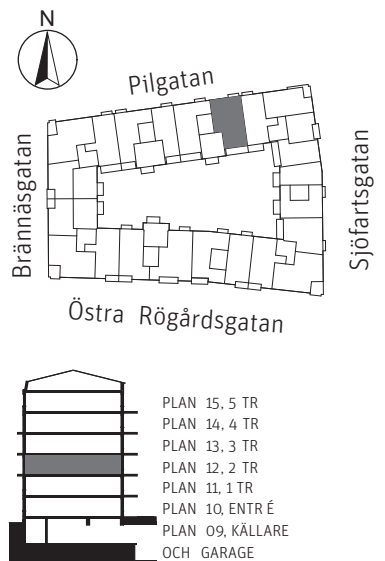 N
Pilgatan
Brännäsgatan
Sjöfartsgatan
Östra Rögårdsgatan
PLAN 15, 5 TR
PLAN 14, 4 TR
PLAN 13, 3 TR
PLAN 12, 2 TR
PLAN 11, 1 TR
PLAN 10, ENTR É
PLAN 09, KÄLLARE
OCH GARAGE